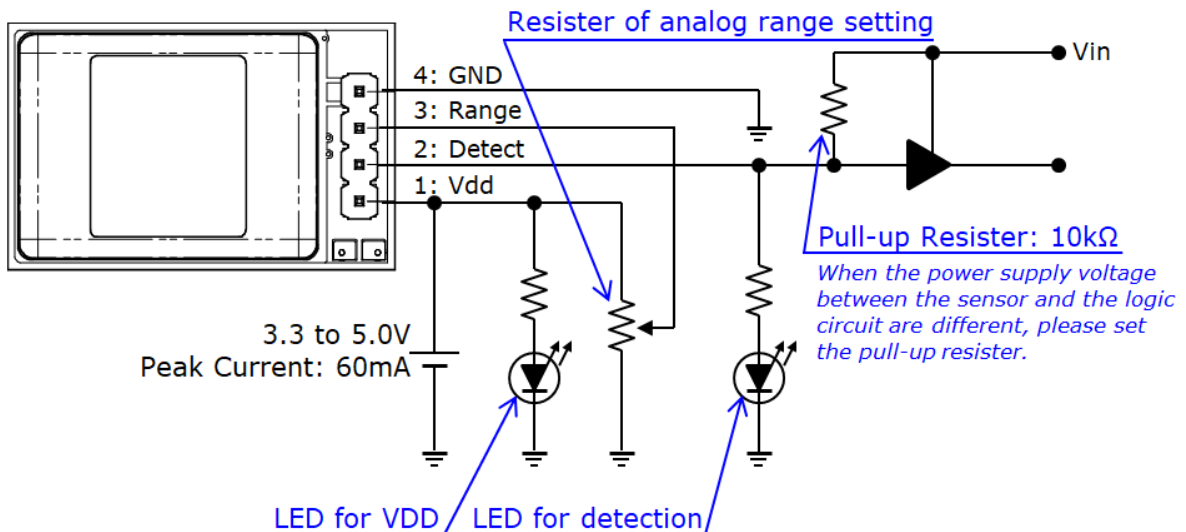 Resister of analog range setting
4: GND
3: Range
2: Detect
1: Vdd
Vin
Pull-up Resister: 10kΩ
When the power supply voltage
between the sensor and the logic
circuit are different, please set
the pull-up resister.
3.3 to 5.0V
Peak Current: 60mA
LED for VDD
LED for detection